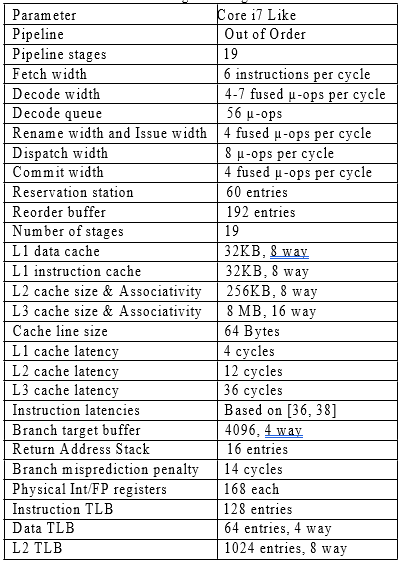 Parameter Core i7 Like
Pipeline Out of Order
Pipeline stages 19
Fetch width 6 instructions per cycle
Decode width 4-7 fused µ-ops per cycle
Decode queue 56 µ-ops
Rename width and Issue width 4 fused µ-ops per cycle
Dispatch width 8 µ-ops per cycle
Commit width 4 fused µ-ops per cycle
Reservation station 60 entries
Reorder buffer 192 entries
Number of stages 19
L1 data cache 32KB, 8 way
L1 instruction cache 32KB, 8 way
L2 cache size & Associativity 256KB, 8 way
L3 cache size & Associativity 8 MB, 16 way
Cache line size 64 Bytes
L1 cache latency 4 cycles
L2 cache latency 12 cycles
L3 cache latency 36 cycles
Instruction latencies Based on [36, 38]
Branch target buffer 4096, 4 way
Return Address Stack 16 entries
Branch misprediction penalty 14 cycles
Physical Int/FP registers 168 each
Instruction TLB 128 entries
Data TLB 64 entries, 4 way
L2 TLB 1024 entries, 8 way